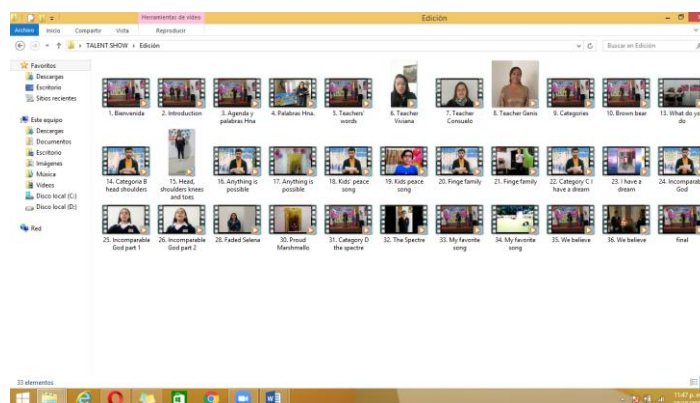 Herramientas de video
Edición
Archivo Inicio Compartir Vista Reproducir
TALENT SHOW Edición
Buscar en Edición
Favoritos
Descargas
Escritorio
Sitios recientes
Este equipo
Descargas
Documentos
Escritorio
Imágenes
Música
Videos
Disco local (C:)
Disco local (D:)
Red
1. Bienvenida
2. Introduction
3. Agenda y palabras Hna
4. Palabras Hna.
5. Teachers' words
6. Teacher Viviana
7. Teacher Consuelo
8. Teacher Genis
9. Categories
10. Brown bear
13. What do yo do
14. Categoria B head shoulders
15. Head, shoulders knees and toes
16. Anything is possible
17. Anything is possible
18. Kids' peace song
19. Kids peace song
20. Finge family
21. Finge family
22. Category C I have a dream
23. I have a dream
24. Incomparab God
25. Incomparable God part 1
26. Incomparable God part 2
28. Faded Selena
30. Proud Marshmello
31. Category D the spectre
32. The Spectre
33. My favorite song
34. My favorite song
35. We believe
36. We believe
final
33 elementos
11:47 p.